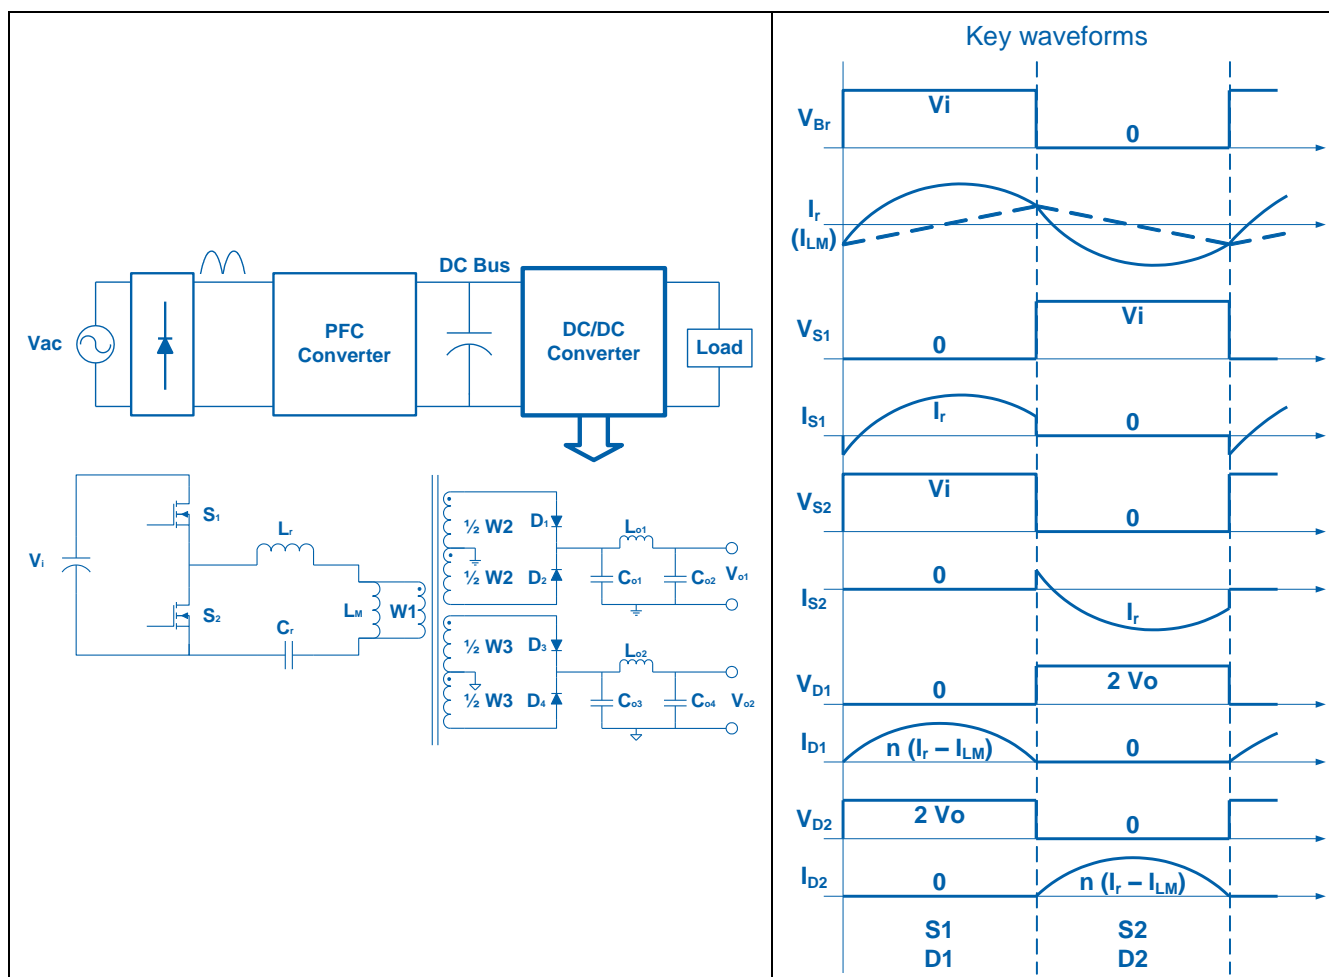 Vac
PFC
Converter
DC Bus
DC/DC
Converter
Load
Vi
S1
S2
Lr
Cr
LM
W1
½ W2
½ W2
D1
D2
Lo1
Co1
Co2
Vo1
½ W3
½ W3
D3
D4
Lo2
Co3
Co4
Vo2
Key waveforms
VBr
Vi
0
Ir
(ILM)
VS1
0
Vi
IS1
Ir
0
VS2
Vi
0
IS2
0
Ir
VD1
0
2 Vo
ID1
n (Ir – ILM)
0
VD2
2 Vo
0
ID2
0
n (Ir – ILM)
S1
S2
D1
D2